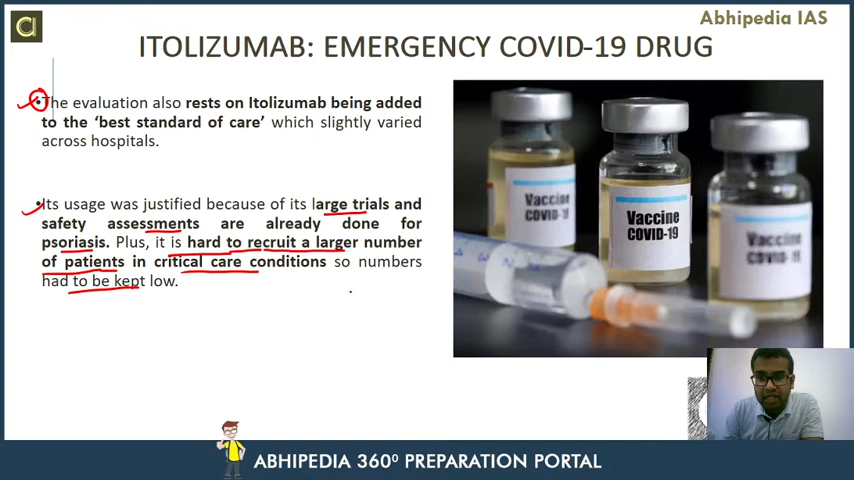 Abhipedia IAS
ITOLIZUMAB: EMERGENCY COVID-19 DRUG
•The evaluation also rests on Itolizumab being added
to the ‘best standard of care’ which slightly varied
across hospitals.
•Its usage was justified because of its large trials and
safety assessments are already done for
psoriasis. Plus, it is hard to recruit a larger number
of patients in critical care conditions so numbers
had to be kept low.
Vaccine
COVID-19
Vaccine
COVID-19
Vaccine
COVID-19
ABHIPEDIA 360⁰ PREPARATION PORTAL